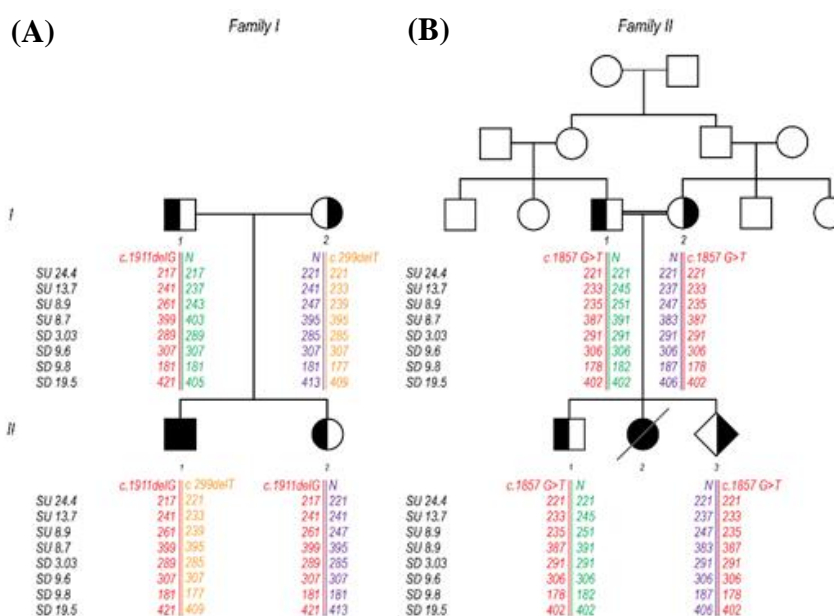 (A) Family I (B) Family II
I
1 2 1 2
c.1911delG N N c.299delT c.1857 G>T N N c.1857 G>T
SU 24.4 217 217 221 221 SU 24.4 221 221 221 221
SU 13.7 241 237 241 233 SU 13.7 233 245 237 233
SU 8.9 261 243 247 239 SU 8.9 235 251 247 235
SU 8.7 399 403 395 395 SU 8.7 387 391 383 387
SD 3.03 289 289 285 285 SD 3.03 291 291 291 291
SD 9.6 307 307 307 307 SD 9.6 306 306 306 306
SD 9.8 181 181 181 177 SD 9.8 178 182 187 178
SD 19.5 421 405 413 409 SD 19.5 402 402 406 402
II
1 2 1 2 3
c.1911delG c 299delT c.1911delG N c.1857 G>T N N c.1857 G>T
SU 24.4 217 221 217 221 SU 24.4 221 221 221 221
SU 13.7 241 233 241 241 SU 13.7 233 245 237 233
SU 8.9 261 239 261 247 SU 8.9 235 251 247 235
SU 8.7 399 395 399 395 SU 8.9 387 391 383 387
SD 3.03 289 285 289 285 SD 3.03 291 291 291 291
SD 9.6 307 307 307 307 SD 9.6 306 306 306 306
SD 9.8 181 177 181 181 SD 9.8 178 182 187 178
SD 19.5 421 409 421 413 SD 19.5 402 402 406 402